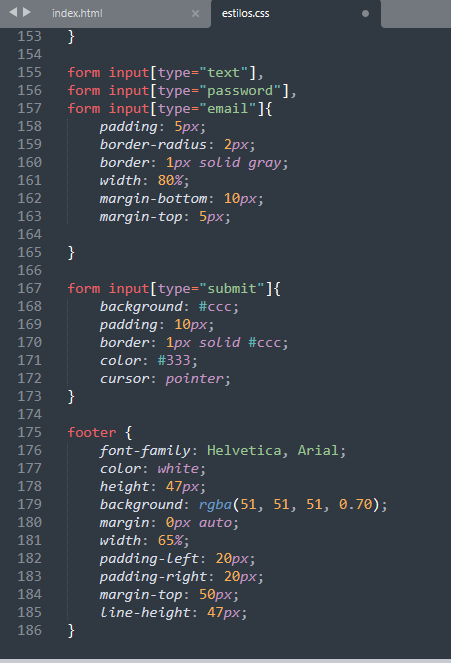 index.html × estilos.css
153 }
154
155 form input[type="text"],
156 form input[type="password"],
157 form input[type="email"]{
158 padding: 5px;
159 border-radius: 2px;
160 border: 1px solid gray;
161 width: 80%;
162 margin-bottom: 10px;
163 margin-top: 5px;
164
165 }
166
167 form input[type="submit"]{
168 background: #ccc;
169 padding: 10px;
170 border: 1px solid #ccc;
171 color: #333;
172 cursor: pointer;
173 }
174
175 footer {
176 font-family: Helvetica, Arial;
177 color: white;
178 height: 47px;
179 background: rgba(51, 51, 51, 0.70);
180 margin: 0px auto;
181 width: 65%;
182 padding-left: 20px;
183 padding-right: 20px;
184 margin-top: 50px;
185 line-height: 47px;
186 }